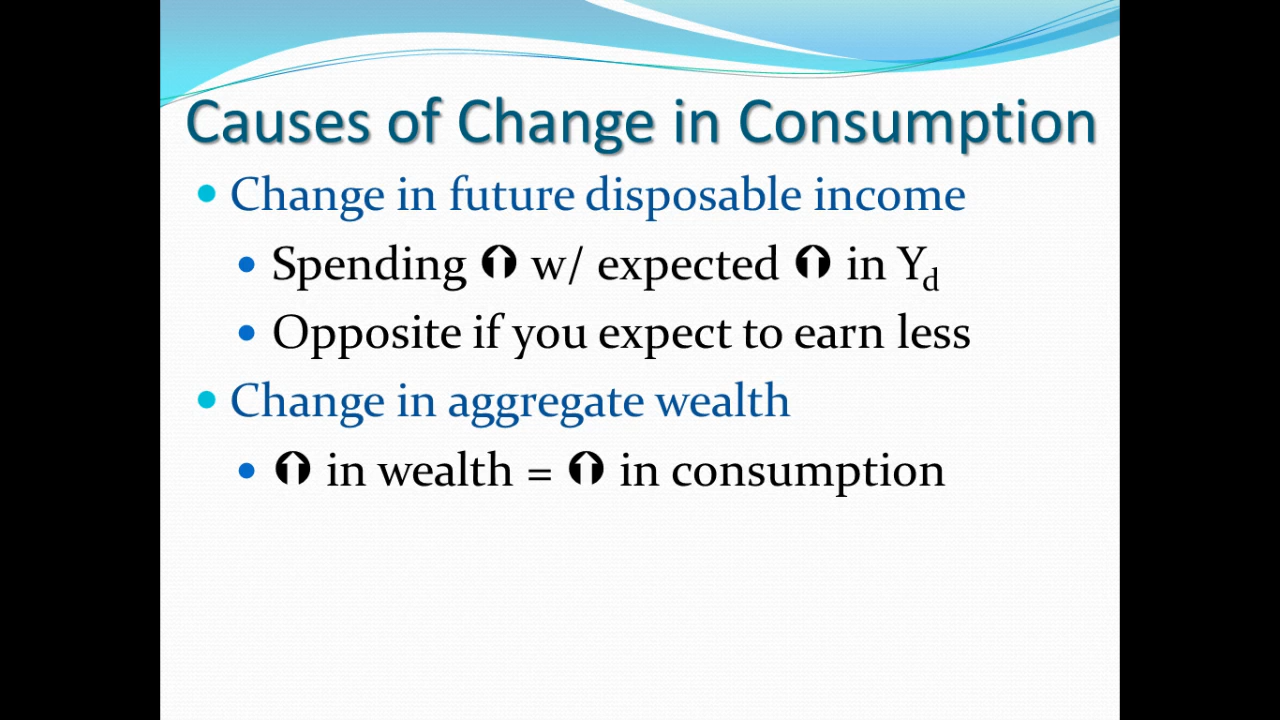 Causes of Change in Consumption
• Change in future disposable income
• Spending ⬆ w/ expected ⬆ in Yd
• Opposite if you expect to earn less
• Change in aggregate wealth
• ⬆ in wealth = ⬆ in consumption